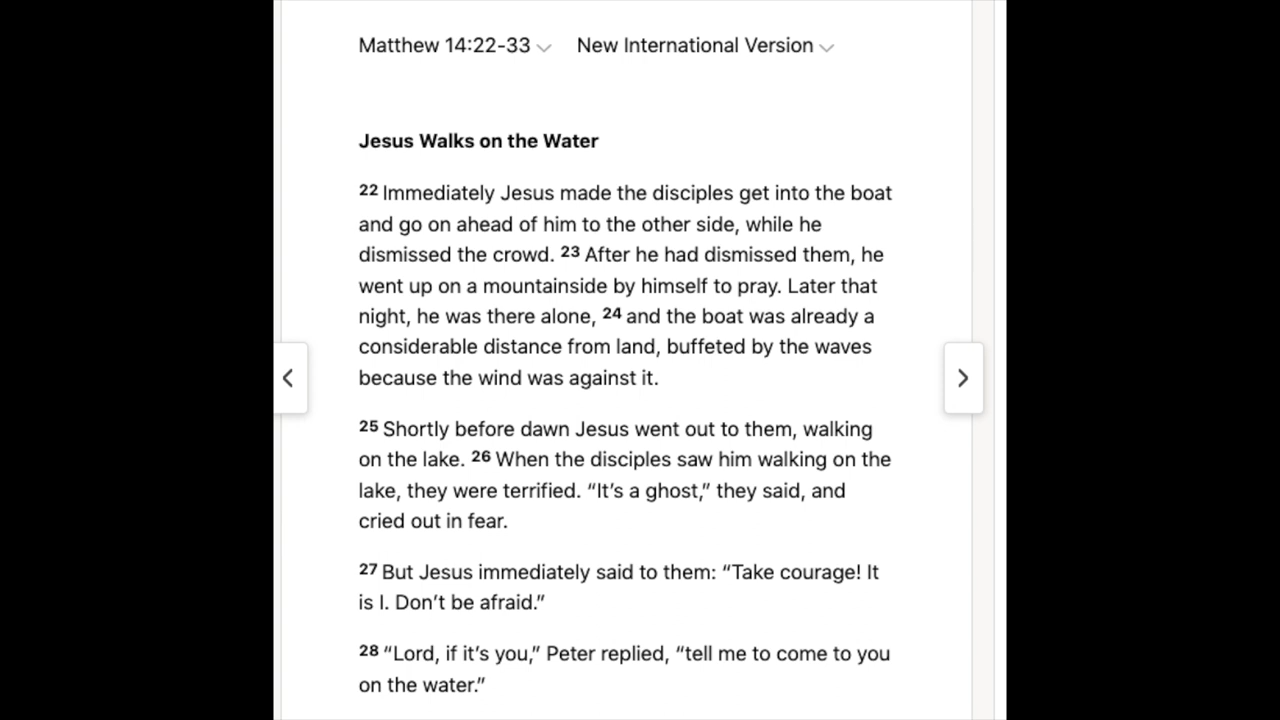 Matthew 14:22-33 New International Version
Jesus Walks on the Water
22 Immediately Jesus made the disciples get into the boat
and go on ahead of him to the other side, while he
dismissed the crowd. 23 After he had dismissed them, he
went up on a mountainside by himself to pray. Later that
night, he was there alone, 24 and the boat was already a
considerable distance from land, buffeted by the waves
because the wind was against it.
25 Shortly before dawn Jesus went out to them, walking
on the lake. 26 When the disciples saw him walking on the
lake, they were terrified. “It’s a ghost,” they said, and
cried out in fear.
27 But Jesus immediately said to them: “Take courage! It
is I. Don’t be afraid.”
28 “Lord, if it’s you,” Peter replied, “tell me to come to you
on the water.”